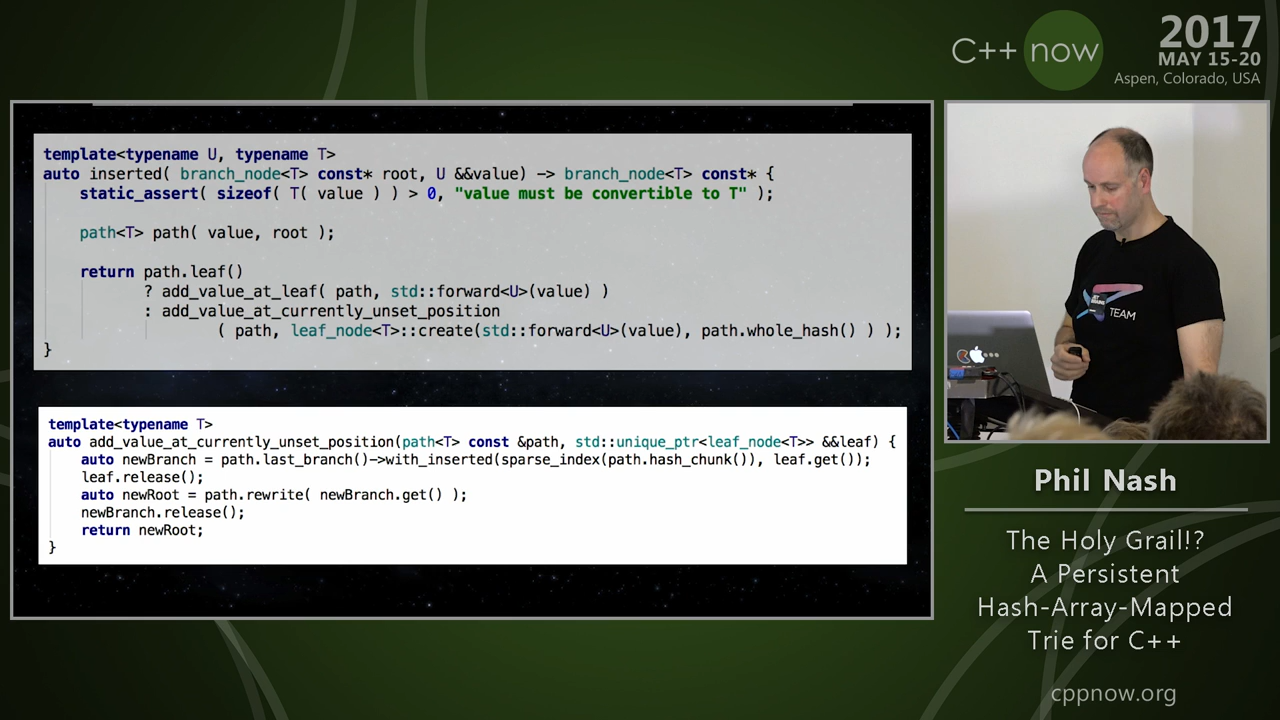 C++ now
2017
MAY 15-20
Aspen, Colorado, USA
template<typename U, typename T>
auto inserted( branch_node<T> const* root, U &&value) -> branch_node<T> const* {
static_assert( sizeof( T( value ) ) > 0, "value must be convertible to T" );
path<T> path( value, root );
return path.leaf()
? add_value_at_leaf( path, std::forward<U>(value) )
: add_value_at_currently_unset_position
( path, leaf_node<T>::create(std::forward<U>(value), path.whole_hash() ) );
}
template<typename T>
auto add_value_at_currently_unset_position(path<T> const &path, std::unique_ptr<leaf_node<T>> &&leaf) {
auto newBranch = path.last_branch()->with_inserted(sparse_index(path.hash_chunk()), leaf.get());
leaf.release();
auto newRoot = path.rewrite( newBranch.get() );
newBranch.release();
return newRoot;
}
JET
BRAINS
TEAM
Phil Nash
The Holy Grail!?
A Persistent
Hash-Array-Mapped
Trie for C++
cppnow.org